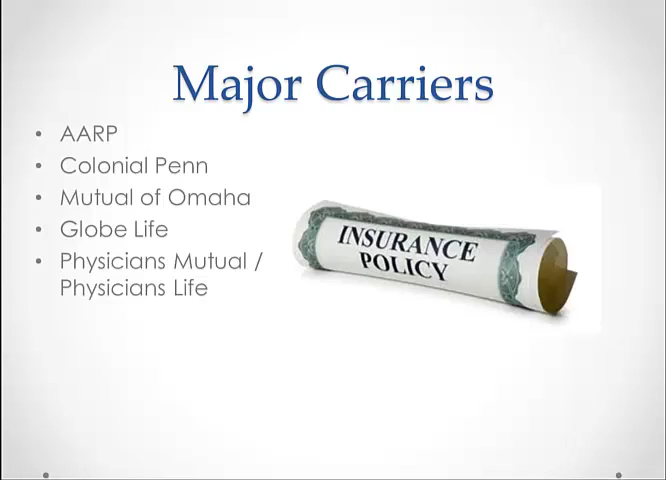 Major Carriers
• AARP
• Colonial Penn
• Mutual of Omaha
• Globe Life
• Physicians Mutual /
Physicians Life
INSURANCE
POLICY